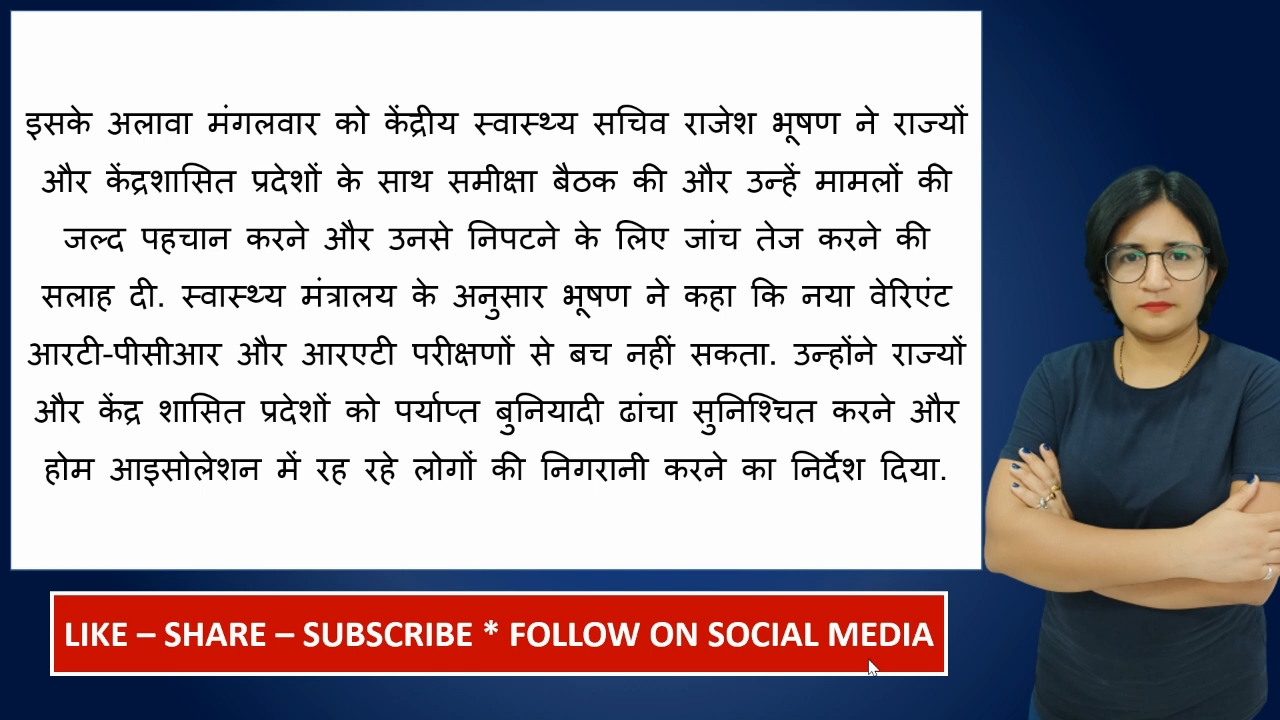 इसके अलावा मंगलवार को केंद्रीय स्वास्थ्य सचिव राजेश भूषण ने राज्यों
और केंद्रशासित प्रदेशों के साथ समीक्षा बैठक की और उन्हें मामलों की
जल्द पहचान करने और उनसे निपटने के लिए जांच तेज करने की
सलाह दी. स्वास्थ्य मंत्रालय के अनुसार भूषण ने कहा कि नया वेरिएंट
आरटी-पीसीआर और आरएटी परीक्षणों से बच नहीं सकता. उन्होंने राज्यों
और केंद्र शासित प्रदेशों को पर्याप्त बुनियादी ढांचा सुनिश्चित करने और
होम आइसोलेशन में रह रहे लोगों की निगरानी करने का निर्देश दिया.
LIKE – SHARE – SUBSCRIBE * FOLLOW ON SOCIAL MEDIA